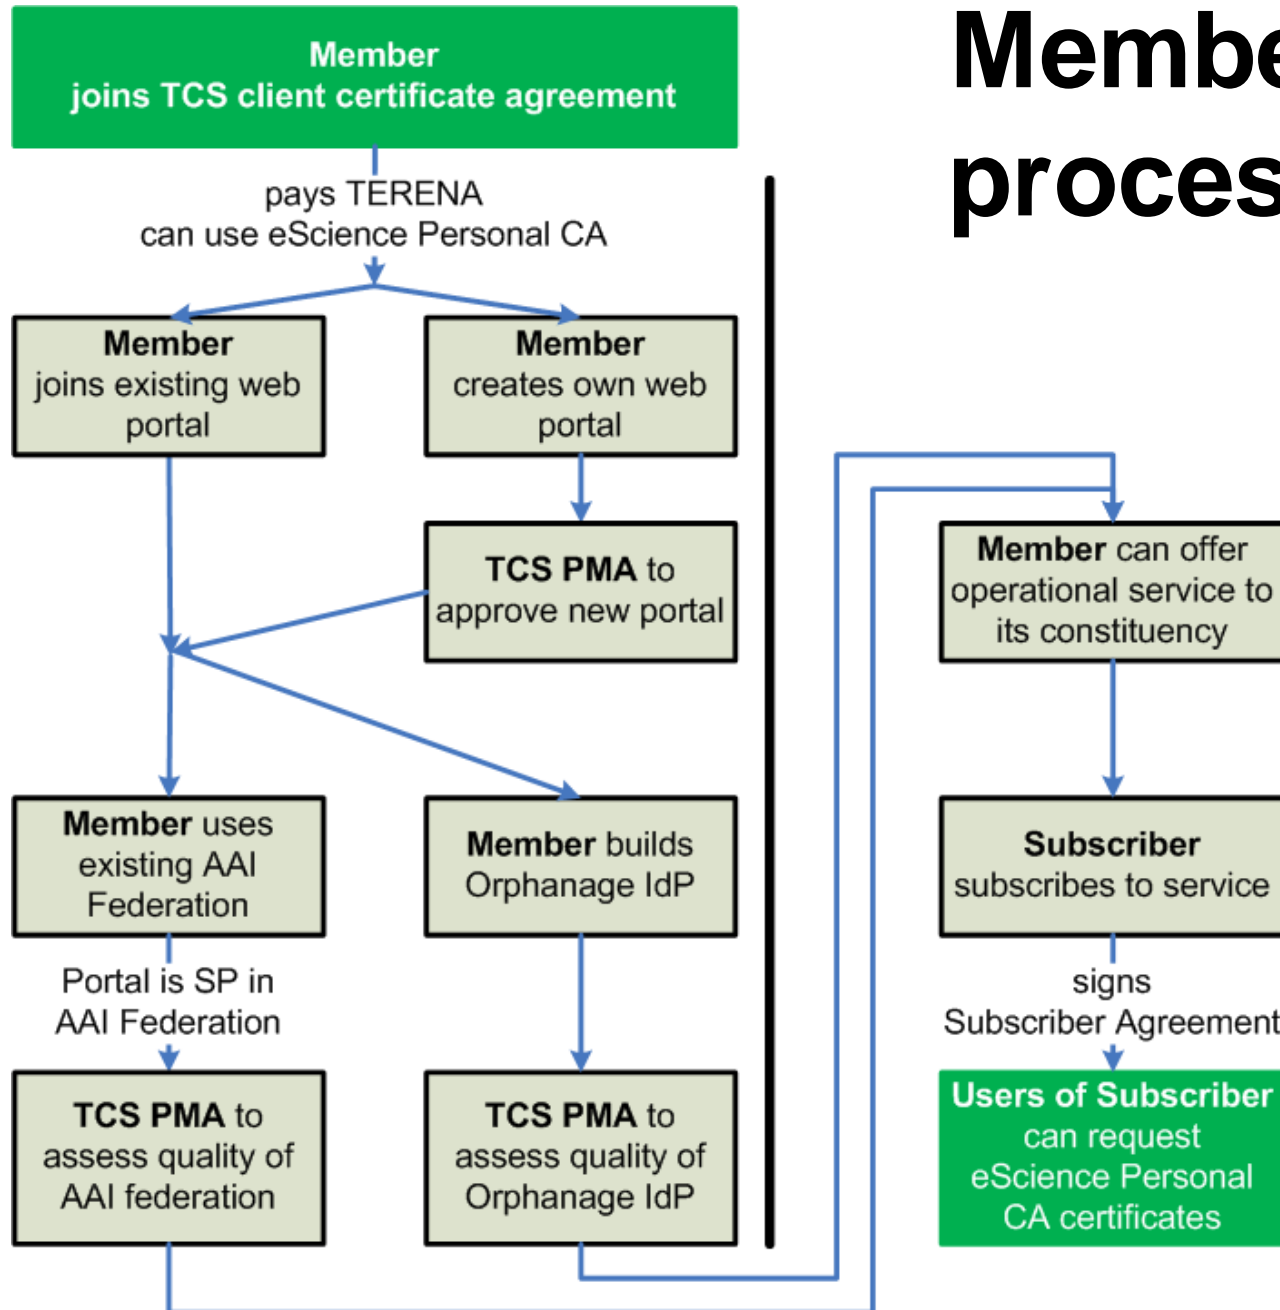 Member
joins TCS client certificate agreement
pays TERENA
can use eScience Personal CA
Member
joins existing web
portal
Member
creates own web
portal
TCS PMA to
approve new portal
Member uses
existing AAI
Federation
Member builds
Orphanage IdP
Portal is SP in
AAI Federation
TCS PMA to
assess quality of
AAI federation
TCS PMA to
assess quality of
Orphanage IdP
Member can offer
operational service to
its constituency
Subscriber
subscribes to service
signs
Subscriber Agreement
Users of Subscriber
can request
eScience Personal
CA certificates